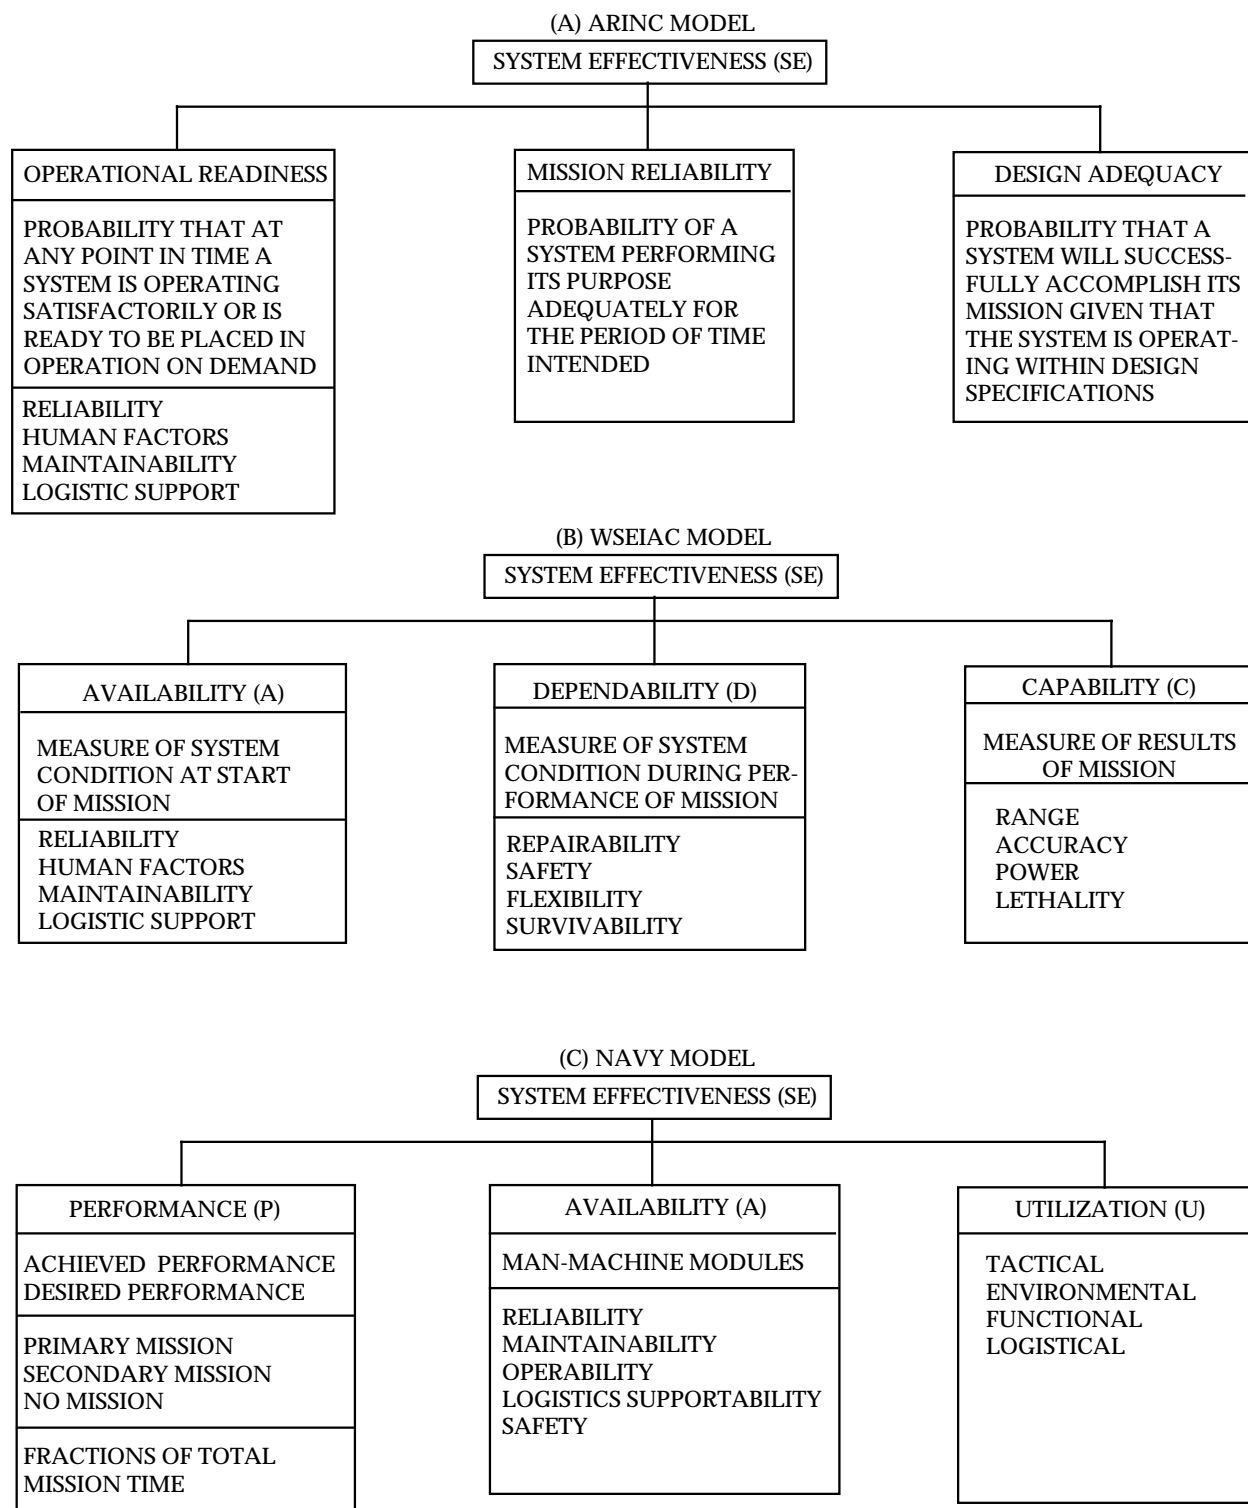 (A) ARINC MODEL
SYSTEM EFFECTIVENESS (SE)
OPERATIONAL READINESS
PROBABILITY THAT AT
ANY POINT IN TIME A
SYSTEM IS OPERATING
SATISFACTORILY OR IS
READY TO BE PLACED IN
OPERATION ON DEMAND
RELIABILITY
HUMAN FACTORS
MAINTAINABILITY
LOGISTIC SUPPORT
MISSION RELIABILITY
PROBABILITY OF A
SYSTEM PERFORMING
ITS PURPOSE
ADEQUATELY FOR
THE PERIOD OF TIME
INTENDED
DESIGN ADEQUACY
PROBABILITY THAT A
SYSTEM WILL SUCCESS-
FULLY ACCOMPLISH ITS
MISSION GIVEN THAT
THE SYSTEM IS OPERAT-
ING WITHIN DESIGN
SPECIFICATIONS
(B) WSEIAC MODEL
SYSTEM EFFECTIVENESS (SE)
AVAILABILITY (A)
MEASURE OF SYSTEM
CONDITION AT START
OF MISSION
RELIABILITY
HUMAN FACTORS
MAINTAINABILITY
LOGISTIC SUPPORT
DEPENDABILITY (D)
MEASURE OF SYSTEM
CONDITION DURING PER-
FORMANCE OF MISSION
REPAIRABILITY
SAFETY
FLEXIBILITY
SURVIVABILITY
CAPABILITY (C)
MEASURE OF RESULTS
OF MISSION
RANGE
ACCURACY
POWER
LETHALITY
(C) NAVY MODEL
SYSTEM EFFECTIVENESS (SE)
PERFORMANCE (P)
ACHIEVED PERFORMANCE
DESIRED PERFORMANCE
PRIMARY MISSION
SECONDARY MISSION
NO MISSION
FRACTIONS OF TOTAL
MISSION TIME
AVAILABILITY (A)
MAN-MACHINE MODULES
RELIABILITY
MAINTAINABILITY
OPERABILITY
LOGISTICS SUPPORTABILITY
SAFETY
UTILIZATION (U)
TACTICAL
ENVIRONMENTAL
FUNCTIONAL
LOGISTICAL